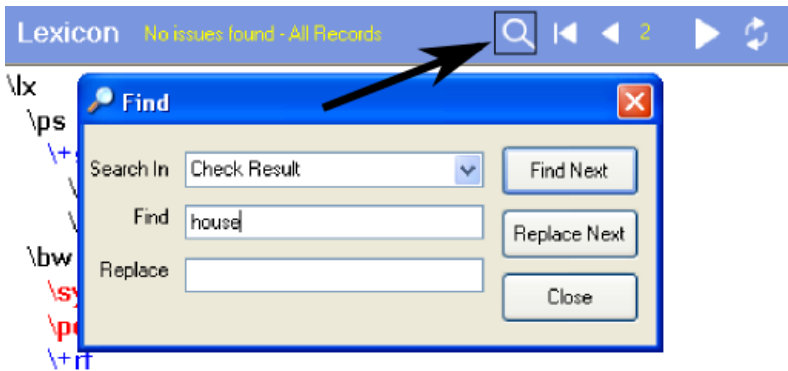 Lexicon No issues found - All Records 2
\lx
Find
\ps
Search In Check Result Find Next
Find house Replace Next
\bw
Replace
Close
\+rf